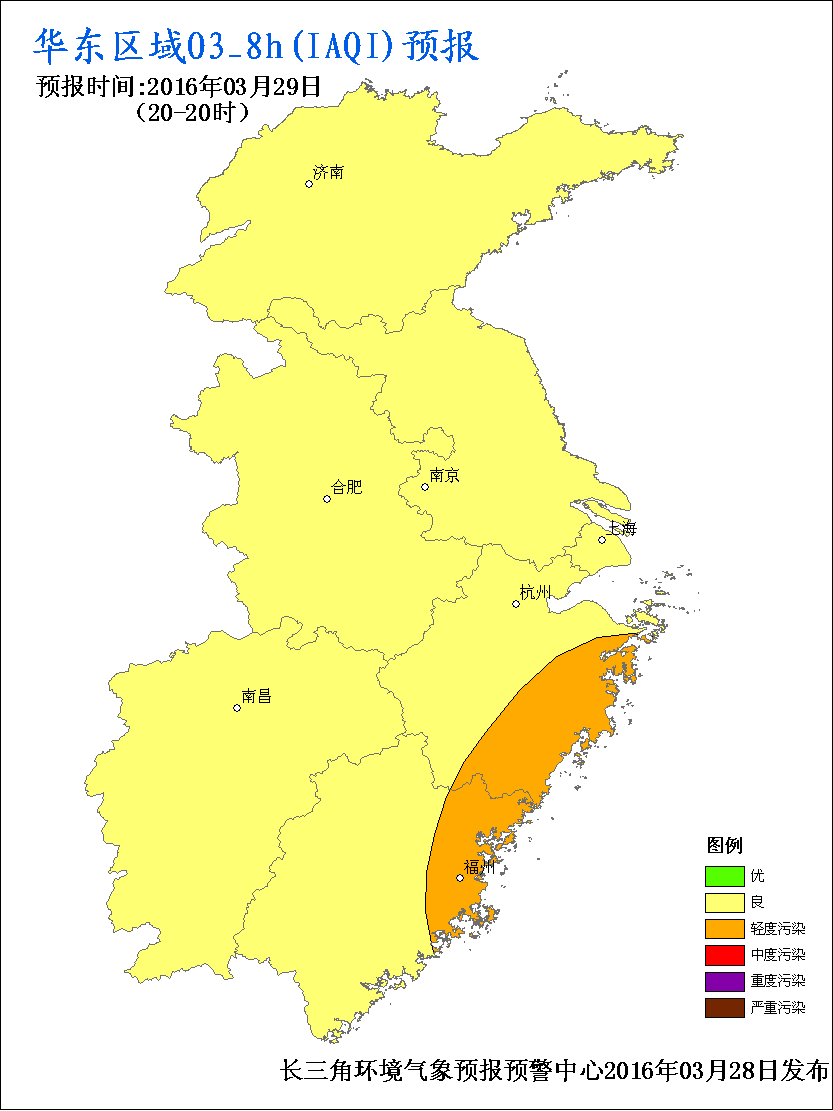 华东区域O3_8h(IAQI)预报
预报时间:2016年03月29日
（20-20时）
济南
南京
合肥
上海
杭州
南昌
福州
图例
优
良
轻度污染
中度污染
重度污染
严重污染
长三角环境气象预报预警中心2016年03月28日发布